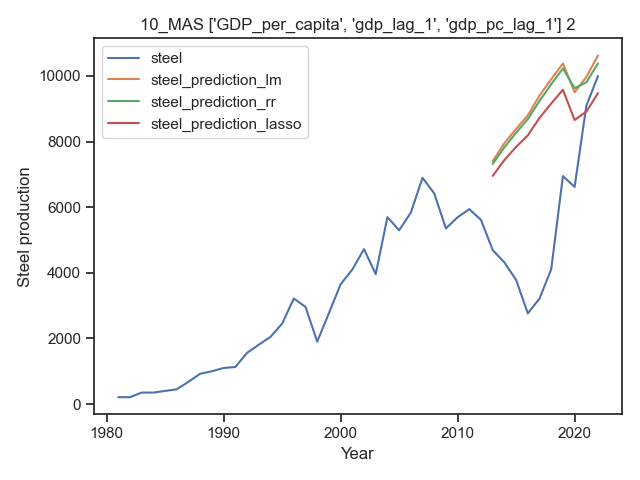 10_MAS ['GDP_per_capita', 'gdp_lag_1', 'gdp_pc_lag_1'] 2
steel
steel_prediction_lm
steel_prediction_rr
steel_prediction_lasso
Steel production
10000
8000
6000
4000
2000
0
1980
1990
2000
2010
2020
Year